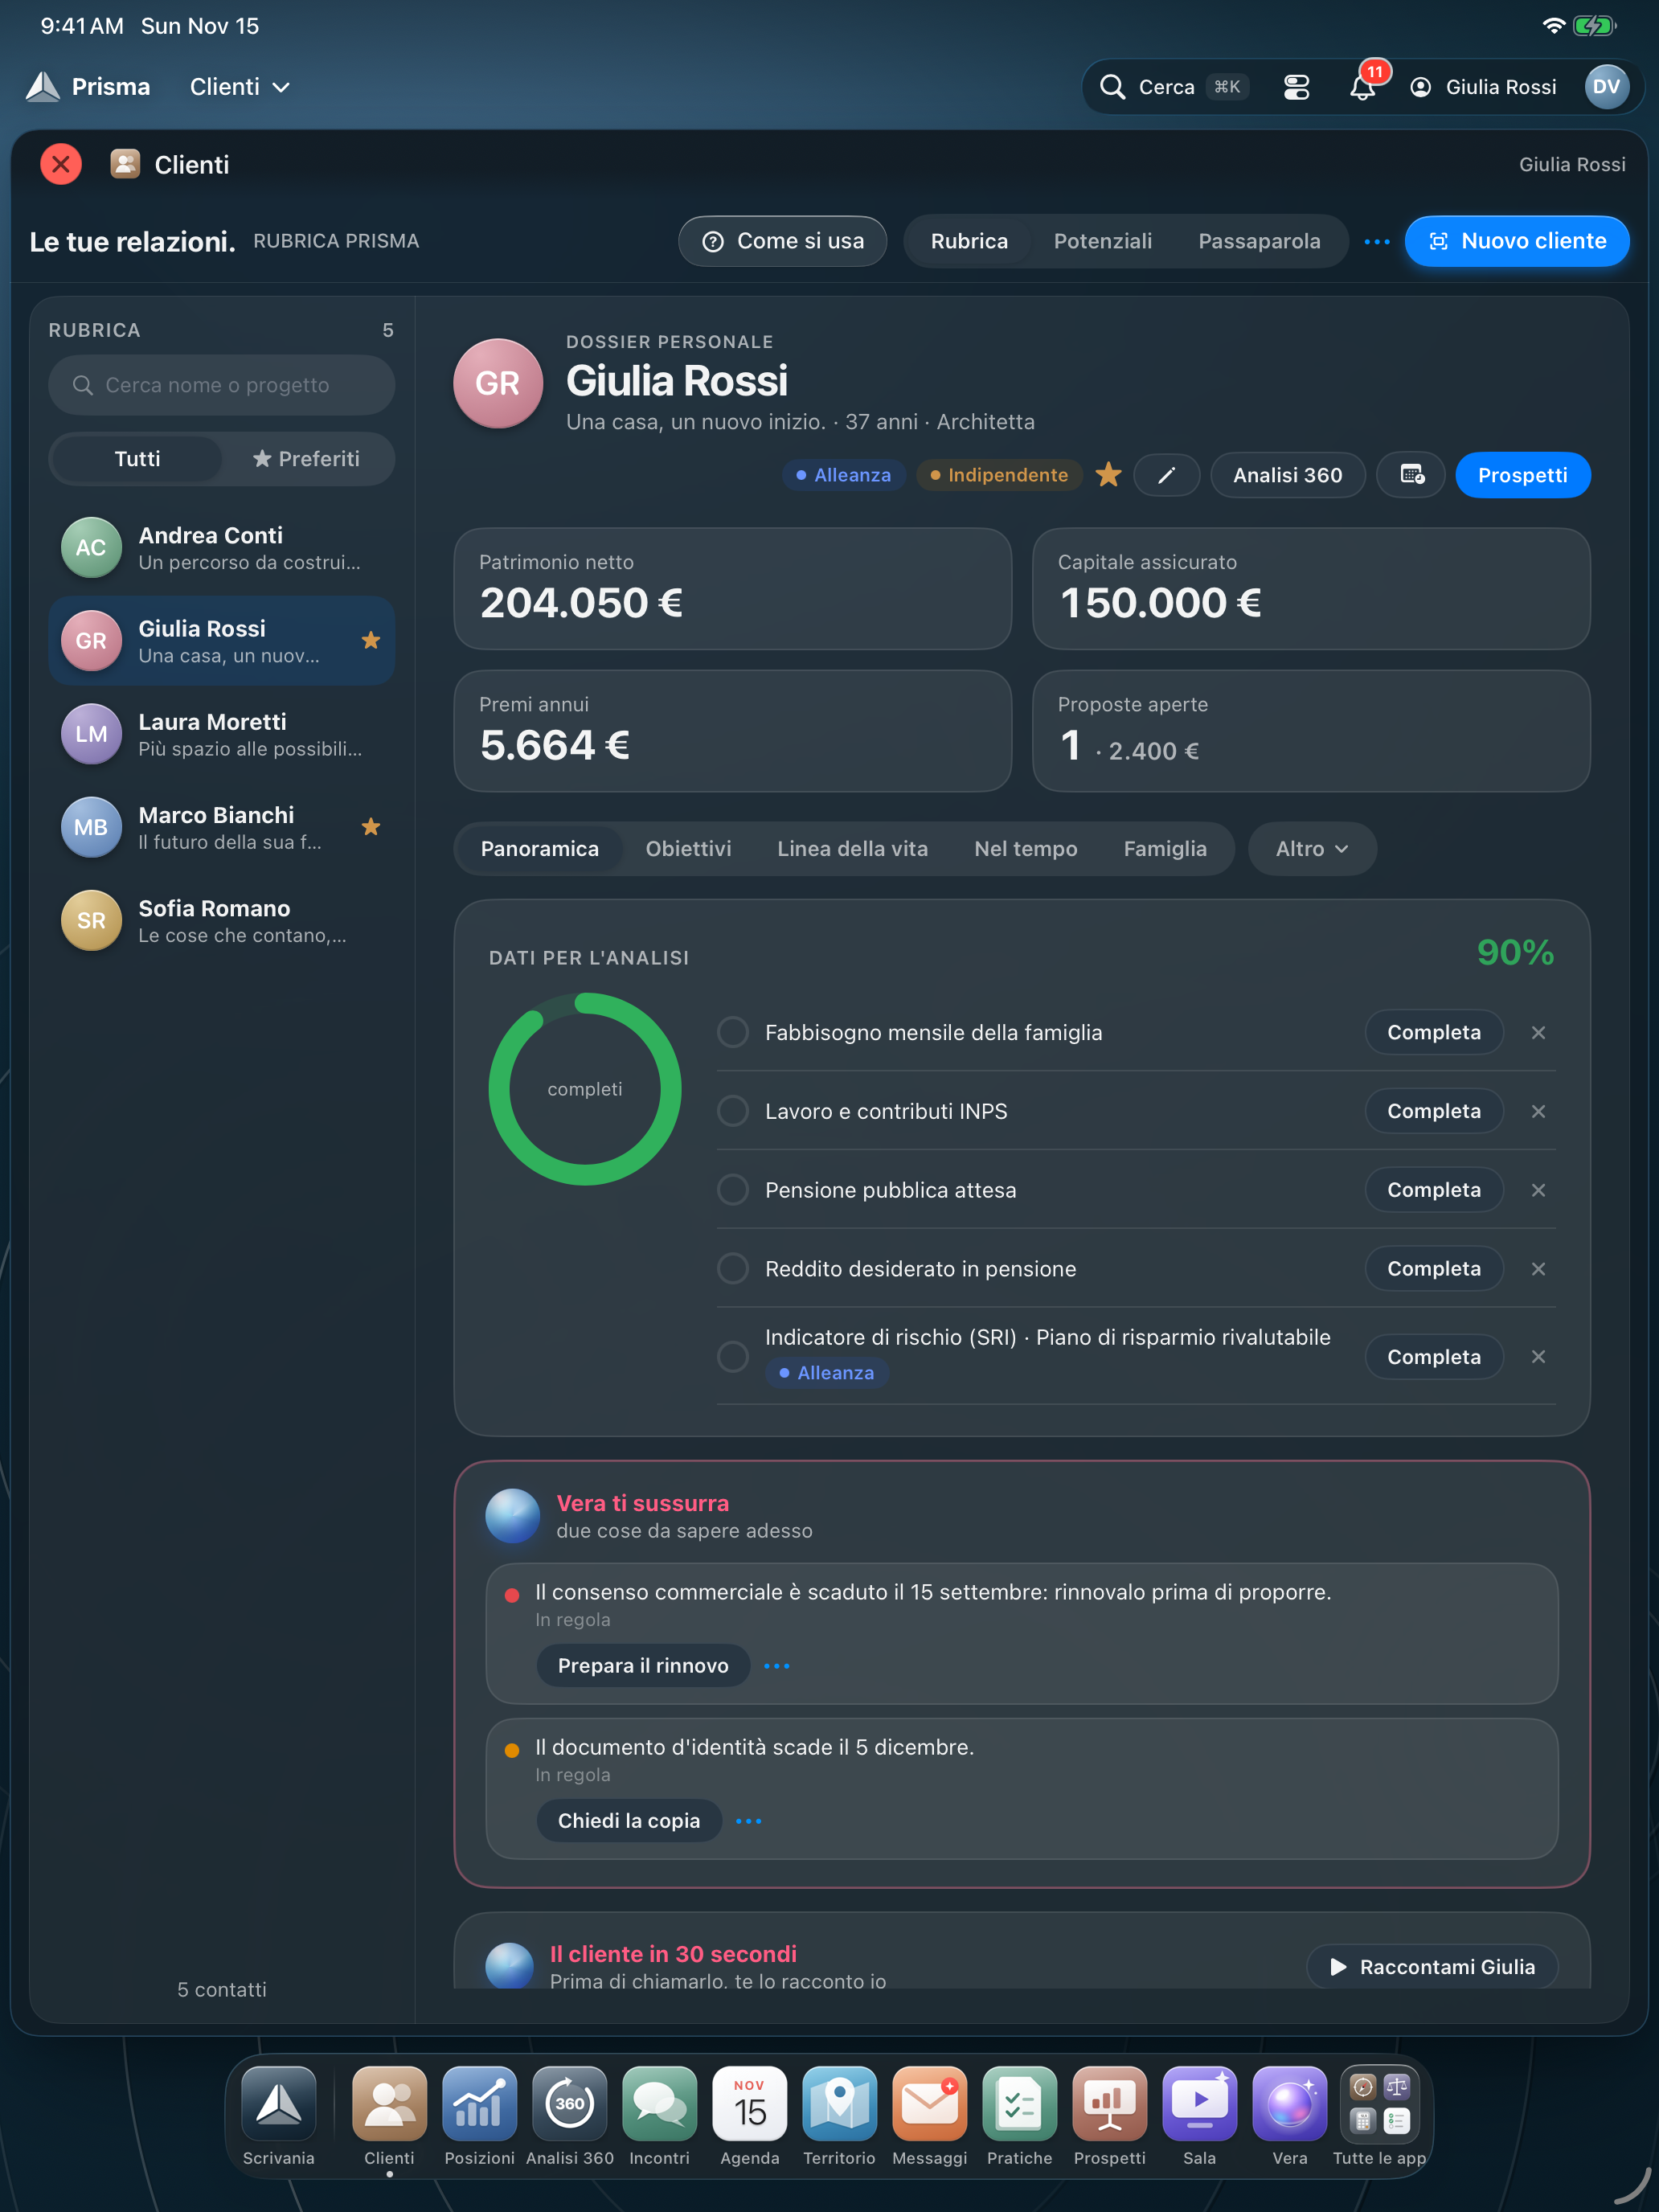 9:41 AM Sun Nov 15
Prisma Clienti
Cerca ⌘K 11 Giulia Rossi DV
Clienti
Giulia Rossi
Le tue relazioni. RUBRICA PRISMA
Come si usa
Rubrica Potenziali Passaparola
Nuovo cliente
RUBRICA 5
Cerca nome o progetto
Tutti Preferiti
AC
Andrea Conti
Un percorso da costrui...
GR
Giulia Rossi
Una casa, un nuov...
LM
Laura Moretti
Più spazio alle possibili...
MB
Marco Bianchi
Il futuro della sua f...
SR
Sofia Romano
Le cose che contano,...
5 contatti
GR
DOSSIER PERSONALE
Giulia Rossi
Una casa, un nuovo inizio. · 37 anni · Architetta
Alleanza Indipendente Analisi 360 Prospetti
Patrimonio netto
204.050 €
Capitale assicurato
150.000 €
Premi annui
5.664 €
Proposte aperte
1 · 2.400 €
Panoramica Obiettivi Linea della vita Nel tempo Famiglia Altro
DATI PER L'ANALISI 90%
completi
Fabbisogno mensile della famiglia Completa
Lavoro e contributi INPS Completa
Pensione pubblica attesa Completa
Reddito desiderato in pensione Completa
Indicatore di rischio (SRI) · Piano di risparmio rivalutabile Completa
Alleanza
Vera ti sussurra
due cose da sapere adesso
Il consenso commerciale è scaduto il 15 settembre: rinnovalo prima di proporre.
In regola
Prepara il rinnovo
Il documento d'identità scade il 5 dicembre.
In regola
Chiedi la copia
Il cliente in 30 secondi
Prima di chiamarlo, te lo racconto io
Raccontami Giulia
360
NOV
15
Scrivania Clienti Posizioni Analisi 360 Incontri Agenda Territorio Messaggi Pratiche Prospetti Sala Vera Tutte le app